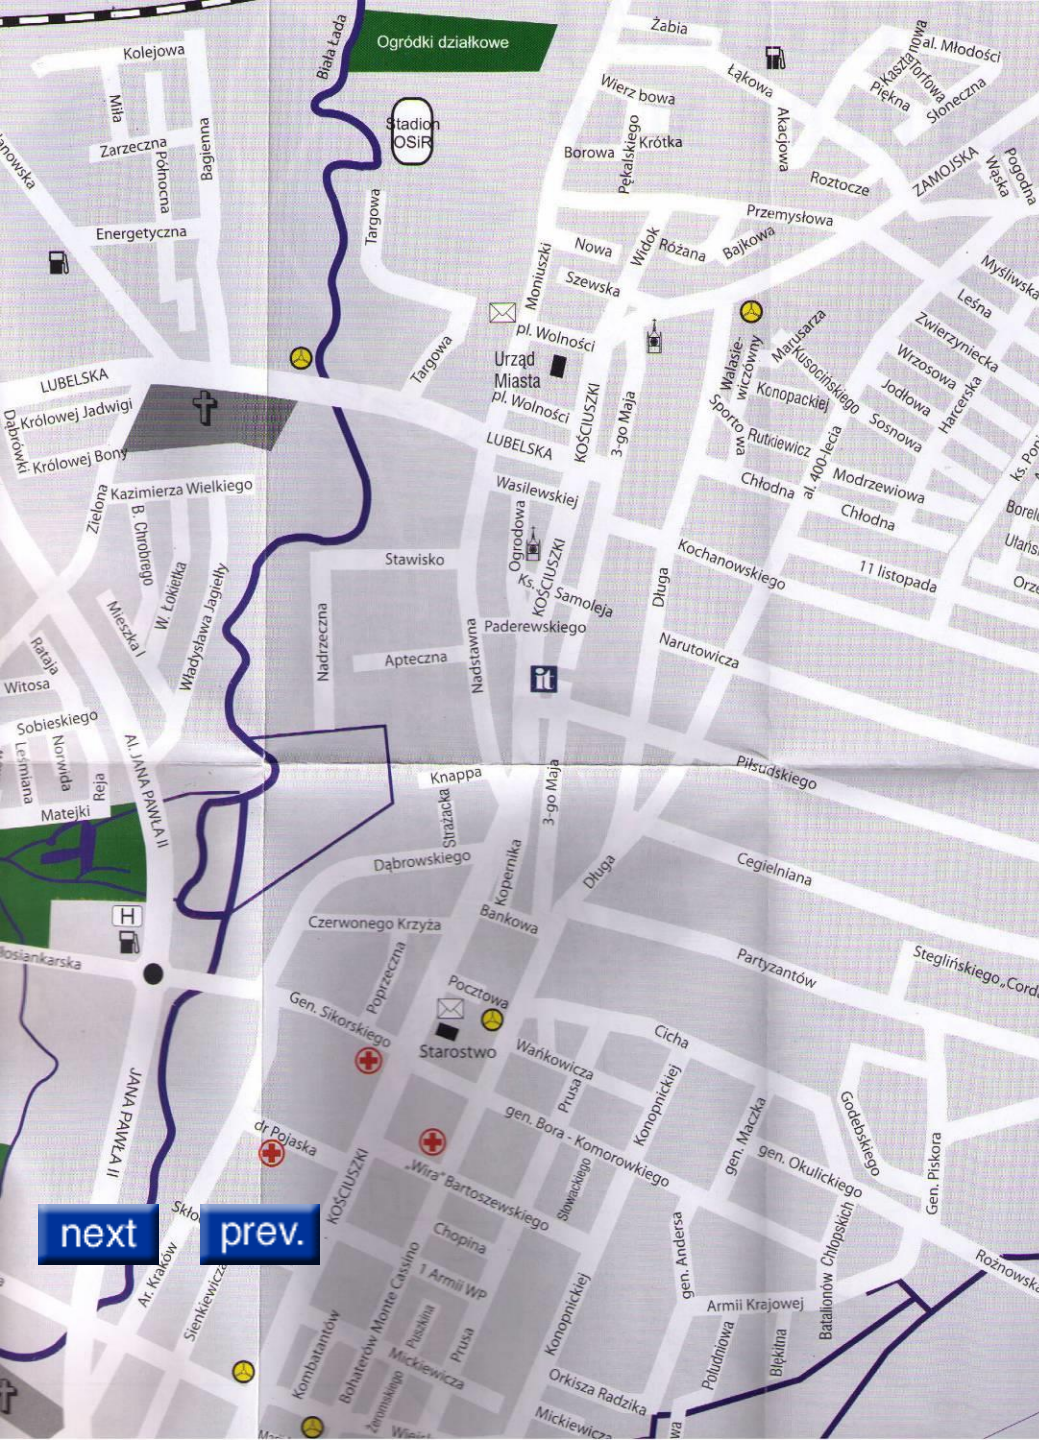 Kolejowa
Biała Łada
Ogródki działkowe
Żabia
al. Młodości
Kasztanowa
Torfowa
Piękna
Słoneczna
Łąkowa
Wierzbowa
Miła
Stadion
OSiR
Krótka
Akacjowa
Zarzeczna
Bagienna
Borowa
Pękalskiego
ZAMOJSKA
Wąska
Pogodna
Północna
Roztocze
Targowa
Przemysłowa
Energetyczna
Nowa
Widok
Różana
Bajkowa
Moniuszki
Szewska
Myśliwska
Leśna
pl. Wolności
Marusarza
Zwierzyniecka
Urząd
Miasta
Walasie-
wiczówny
Kusocińskiego
Wrzosowa
Targowa
LUBELSKA
pl. Wolności
KOŚCIUSZKI
3-go Maja
Konopackiej
Jodłowa
Harcerska
Królowej Jadwigi
Dąbrówki
Sportowa
Rutkiewicz
Sosnowa
Królowej Bony
LUBELSKA
al. 400-lecia
Kazimierza Wielkiego
Wasilewskiej
Chłodna
Modrzewiowa
Zielona
B. Chrobrego
Ogrodowa
Chłodna
Stawisko
KOŚCIUSZKI
Kochanowskiego
11 listopada
W. Łokietka
Władysława Jagiełły
Ks. Samoleja
Długa
Mieszka I
Nadrzeczna
Paderewskiego
Rataja
Apteczna
Nadstawna
Narutowicza
Witosa
it
Sobieskiego
Leśmiana
Norwida
Reja
Al. JANA PAWŁA II
Knappa
3-go Maja
Piłsudskiego
Matejki
Strażacka
Dąbrowskiego
Kopernika
Długa
Cegielniana
H
Czerwonego Krzyża
Bankowa
Poprzeczna
Partyzantów
Steglińskiego „Corda
Gen. Sikorskiego
Pocztowa
Starostwo
Cicha
Wańkowicza
Prusa
Konopnickiej
JANA PAWŁA II
dr Pojaska
gen. Bora - Komorowkiego
gen. Maczka
Godebskiego
gen. Okulickiego
Gen. Piskora
„Wira" Bartoszewskiego
Słowackiego
KOŚCIUSZKI
next
prev.
Chopina
gen. Andersa
Batalionów Chłopskich
Ar. Kraków
Sienkiewicza
1 Armii WP
Rożnowska
Bohaterów Monte Cassino
Puszkina
Prusa
Konopnickiej
Armii Krajowej
Kombatantów
Mickiewicza
Południowa
Błękitna
Żeromskiego
Orkisza Radzika
Mickiewicza